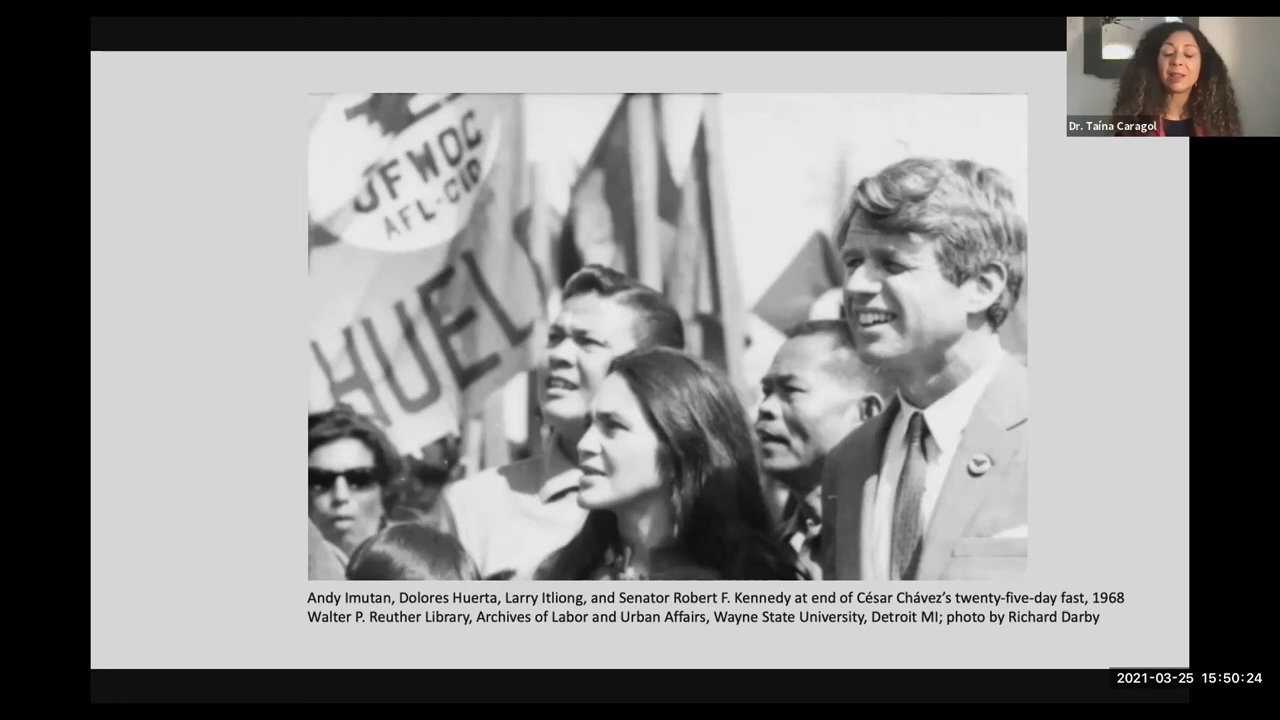 Dr. Taína Caragol
UFWOC
AFL-CIO
HUEL
Andy Imutan, Dolores Huerta, Larry Itliong, and Senator Robert F. Kennedy at end of César Chávez's twenty-five-day fast, 1968
Walter P. Reuther Library, Archives of Labor and Urban Affairs, Wayne State University, Detroit MI; photo by Richard Darby
2021-03-25 15:50:24